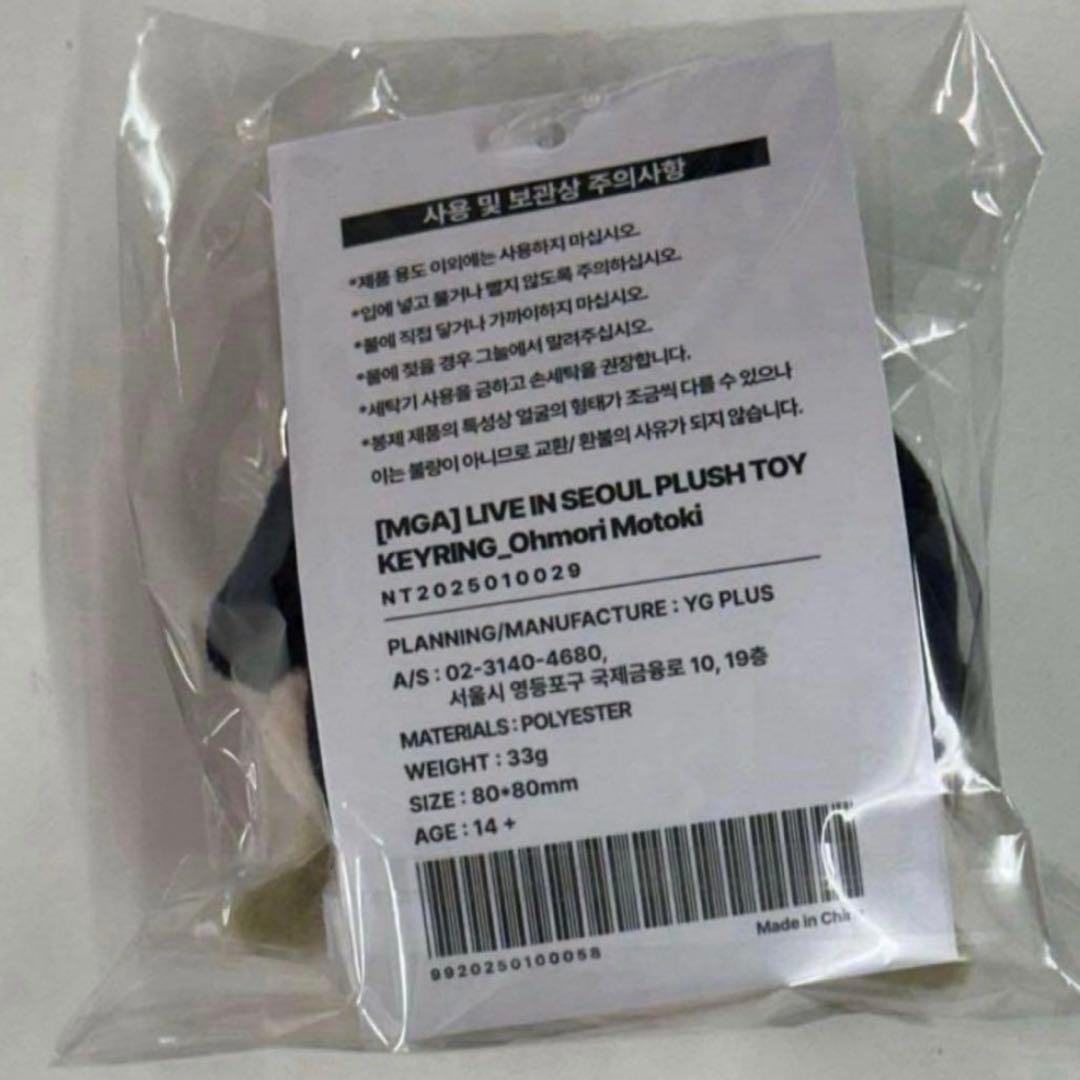 사용 및 보관상 주의사항
*제품 용도 이외에는 사용하지 마십시오.
*입에 넣고 물거나 빨지 않도록 주의하십시오.
*불에 직접 닿거나 가까이하지 마십시오.
*물에 젖을 경우 그늘에서 말려주십시오.
*세탁기 사용을 금하고 손세탁을 권장합니다.
*봉제 제품의 특성상 얼굴의 형태가 조금씩 다를 수 있으나
이는 불량이 아니므로 교환/ 환불의 사유가 되지 않습니다.
[MGA] LIVE IN SEOUL PLUSH TOY
KEYRING_Ohmori Motoki
NT2025010029
PLANNING/MANUFACTURE : YG PLUS
A/S : 02-3140-4680,
서울시 영등포구 국제금융로 10, 19층
MATERIALS : POLYESTER
WEIGHT : 33g
SIZE : 80*80mm
AGE : 14 +
Made in China
9920250100058